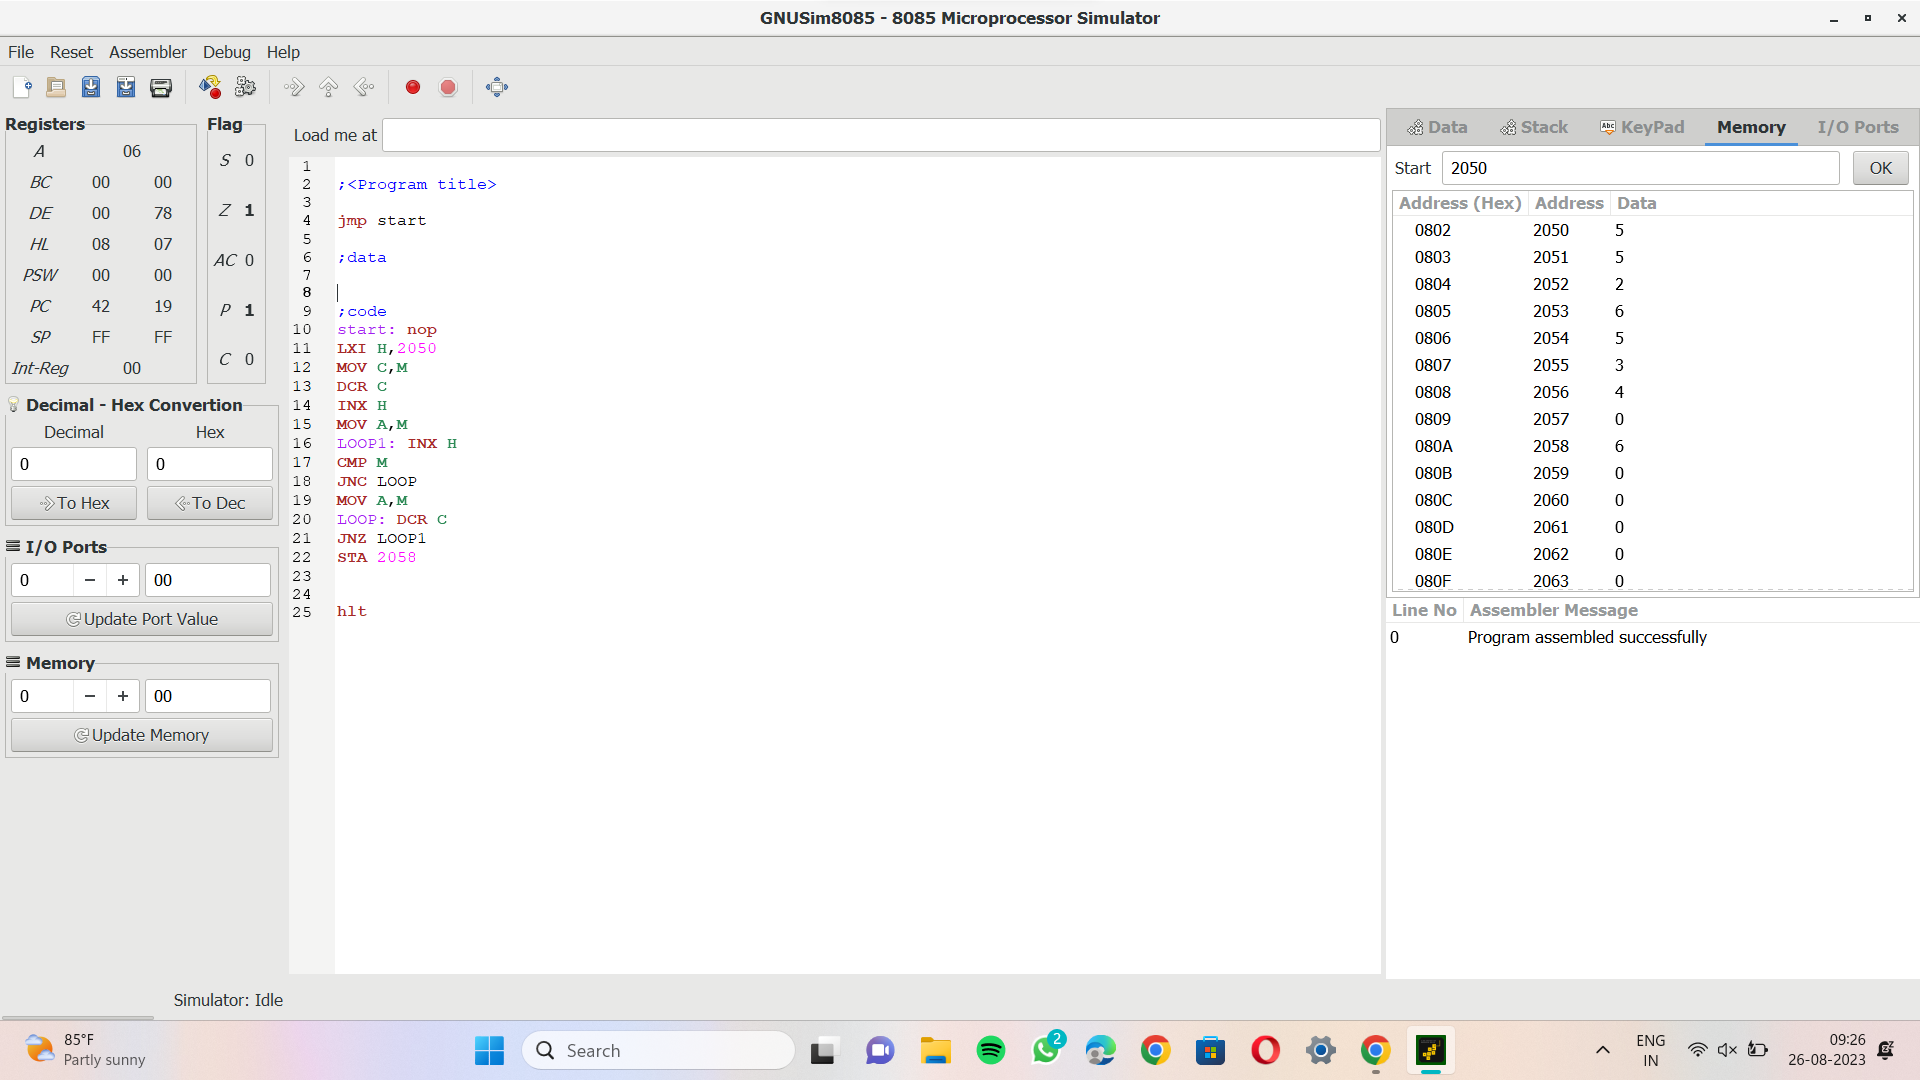 GNUSim8085 - 8085 Microprocessor Simulator
File Reset Assembler Debug Help
Registers
A 06
BC 00 00
DE 00 78
HL 08 07
PSW 00 00
PC 42 19
SP FF FF
Int-Reg 00
Flag
S 0
Z 1
AC 0
P 1
C 0
Decimal - Hex Convertion
Decimal Hex
0 0
To Hex To Dec
I/O Ports
0 − + 00
Update Port Value
Memory
0 − + 00
Update Memory
Load me at
1
2 ;<Program title>
3
4 jmp start
5
6 ;data
7
8
9 ;code
10 start: nop
11 LXI H,2050
12 MOV C,M
13 DCR C
14 INX H
15 MOV A,M
16 LOOP1: INX H
17 CMP M
18 JNC LOOP
19 MOV A,M
20 LOOP: DCR C
21 JNZ LOOP1
22 STA 2058
23
24
25 hlt
Data Stack Abc KeyPad Memory I/O Ports
Start 2050 OK
Address (Hex) Address Data
0802 2050 5
0803 2051 5
0804 2052 2
0805 2053 6
0806 2054 5
0807 2055 3
0808 2056 4
0809 2057 0
080A 2058 6
080B 2059 0
080C 2060 0
080D 2061 0
080E 2062 0
080F 2063 0
Line No Assembler Message
0 Program assembled successfully
Simulator: Idle
85°F
Partly sunny
Search
2
ENG
IN
09:26
26-08-2023